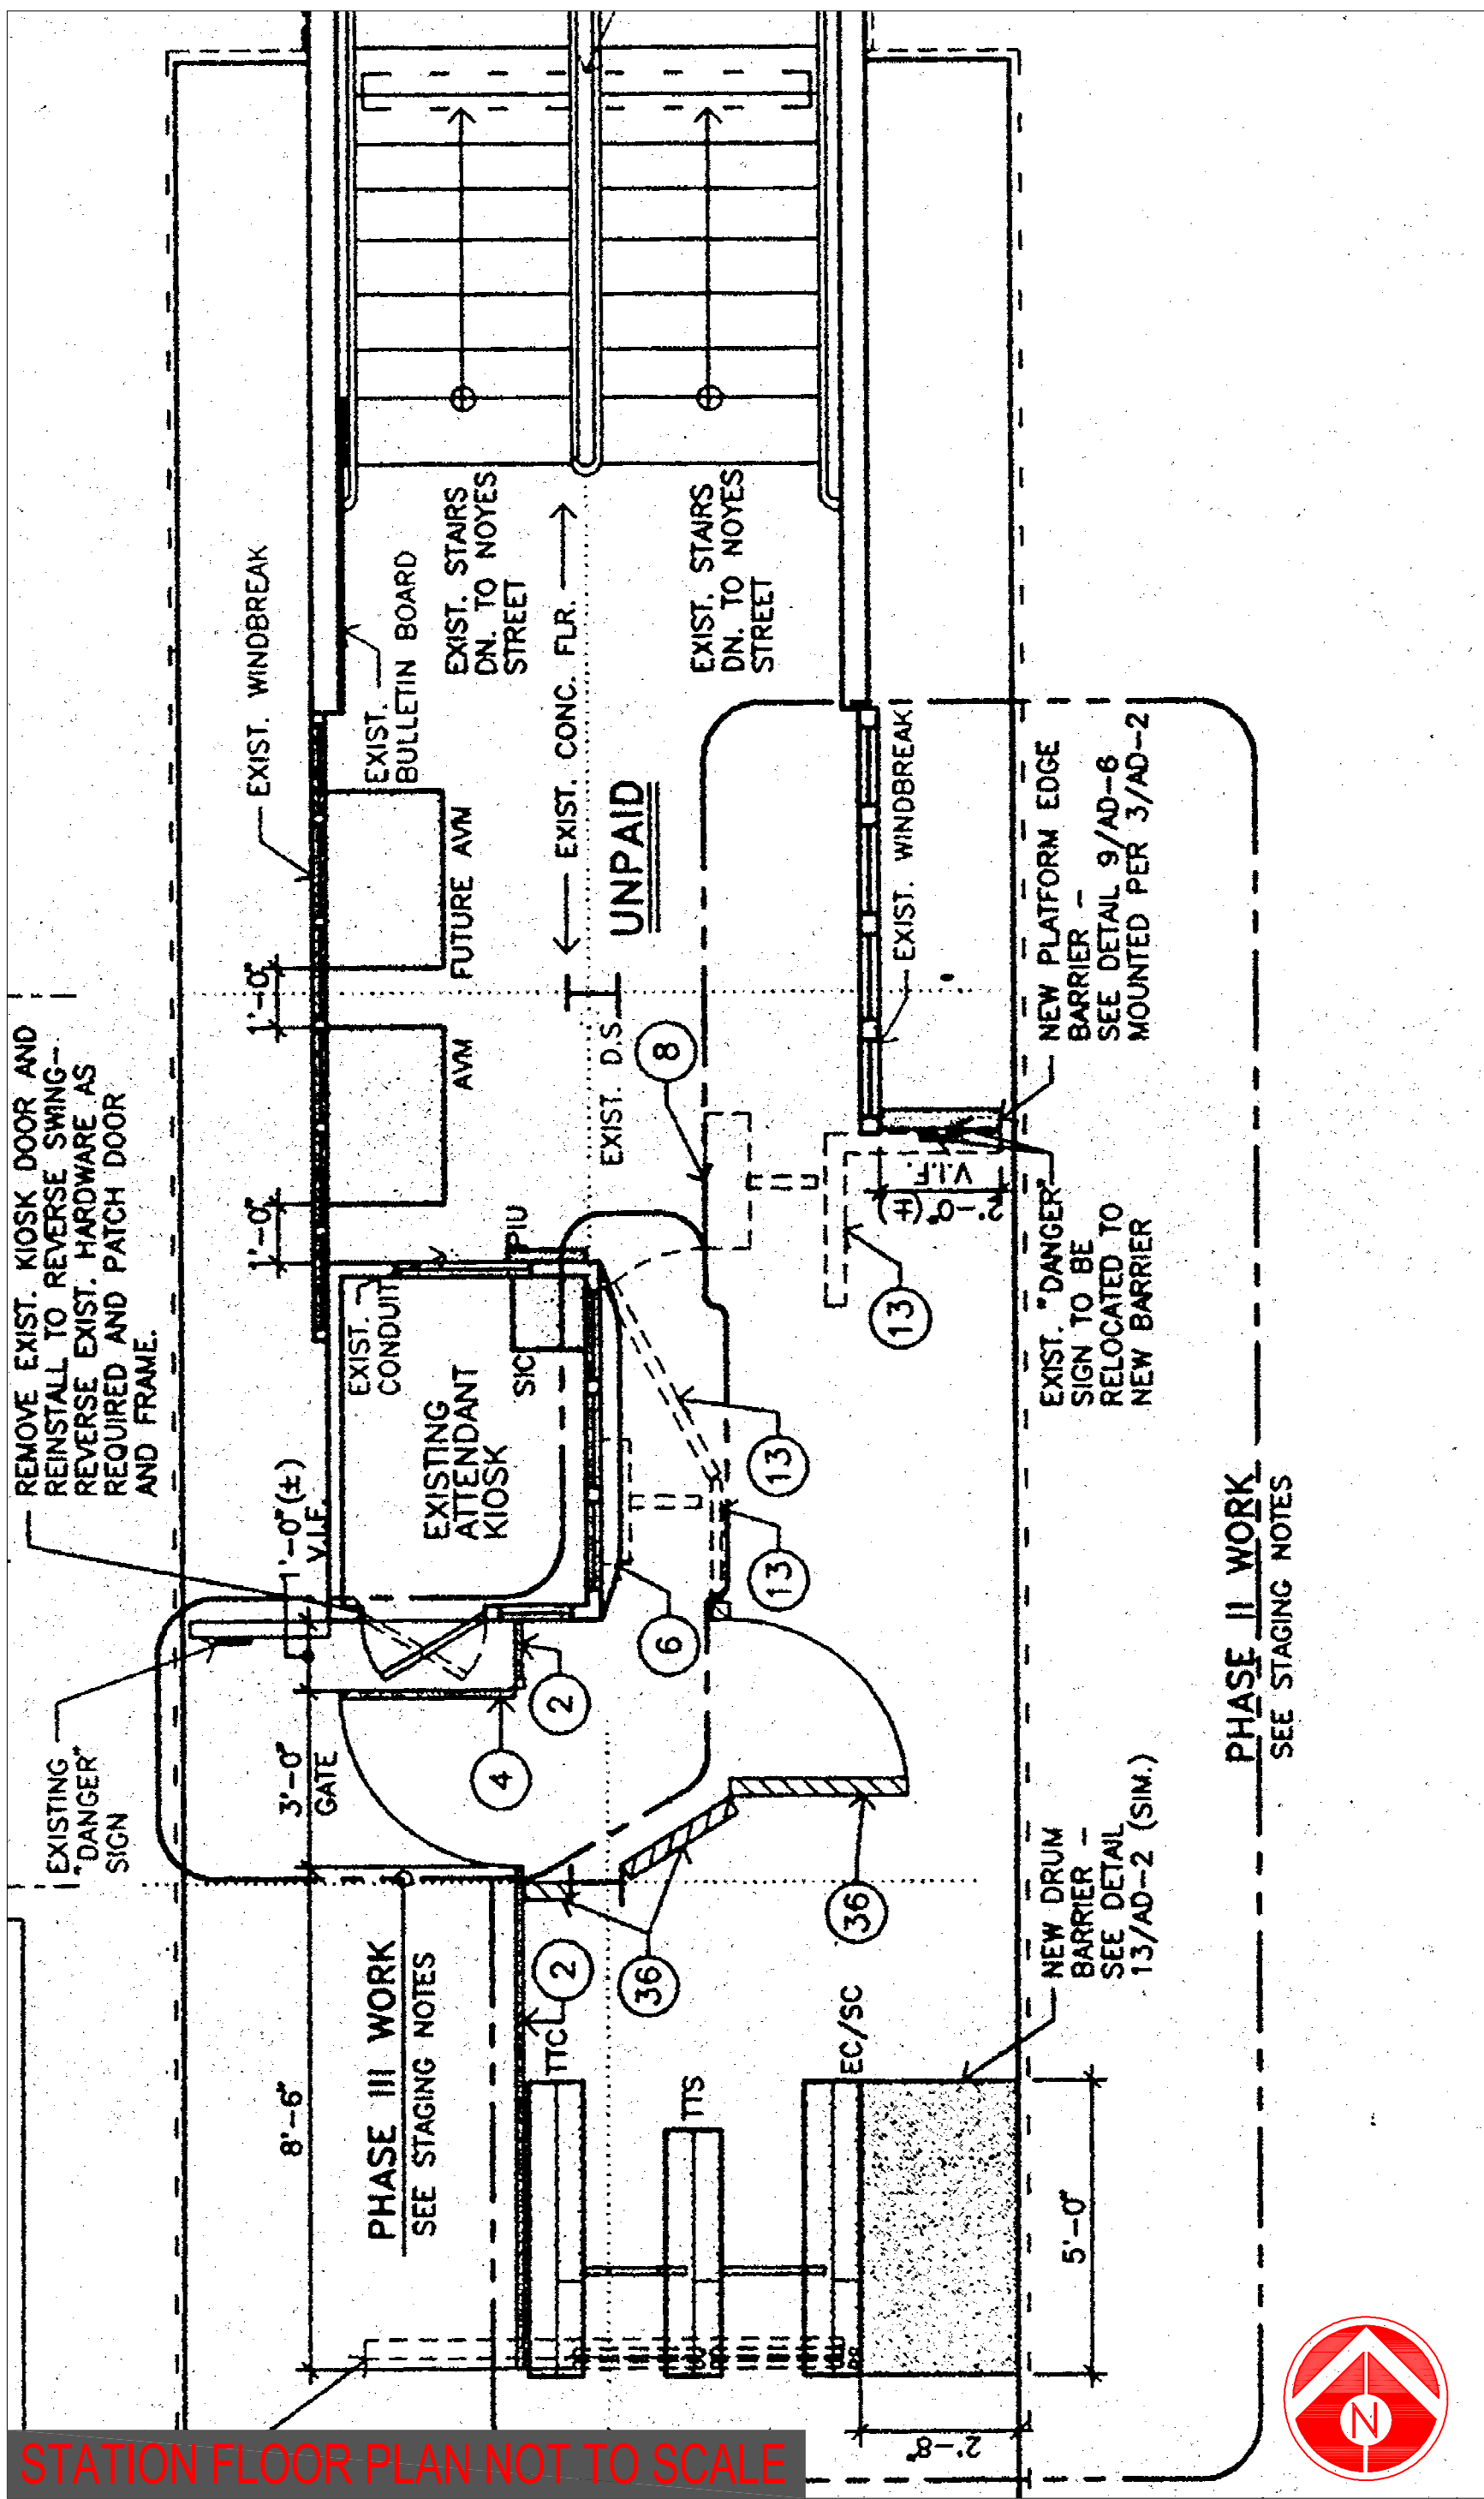 REMOVE EXIST. KIOSK DOOR AND
REINSTALL TO REVERSE SWING-
REVERSE EXIST. HARDWARE AS
REQUIRED AND PATCH DOOR
AND FRAME.
EXISTING
"DANGER"
SIGN
1'-0"(±)
V.I.F.
3'-0"
GATE
8'-6"
1'-0"
1'-0"
EXIST. WINDBREAK
EXIST.
BULLETIN BOARD
EXIST. STAIRS
DN. TO NOYES
STREET
EXIST. CONC. FLR.
EXIST. STAIRS
DN. TO NOYES
STREET
FUTURE AVM
AVM
UNPAID
EXIST. D.S.
PIU
EXIST.
CONDUIT
SIC
EXISTING
ATTENDANT
KIOSK
8
13
13
13
6
2
4
2
36
36
PHASE III WORK
SEE STAGING NOTES
TTC
TTS
EC/SC
EXIST. WINDBREAK
NEW PLATFORM EDGE
BARRIER -
SEE DETAIL 9/AD-6
MOUNTED PER 3/AD-2
2'-0"(±)
V.I.F.
EXIST. "DANGER"
SIGN TO BE
RELOCATED TO
NEW BARRIER
NEW DRUM
BARRIER -
SEE DETAIL
13/AD-2 (SIM.)
5'-0"
2'-8"
PHASE II WORK
SEE STAGING NOTES
STATION FLOOR PLAN NOT TO SCALE
N